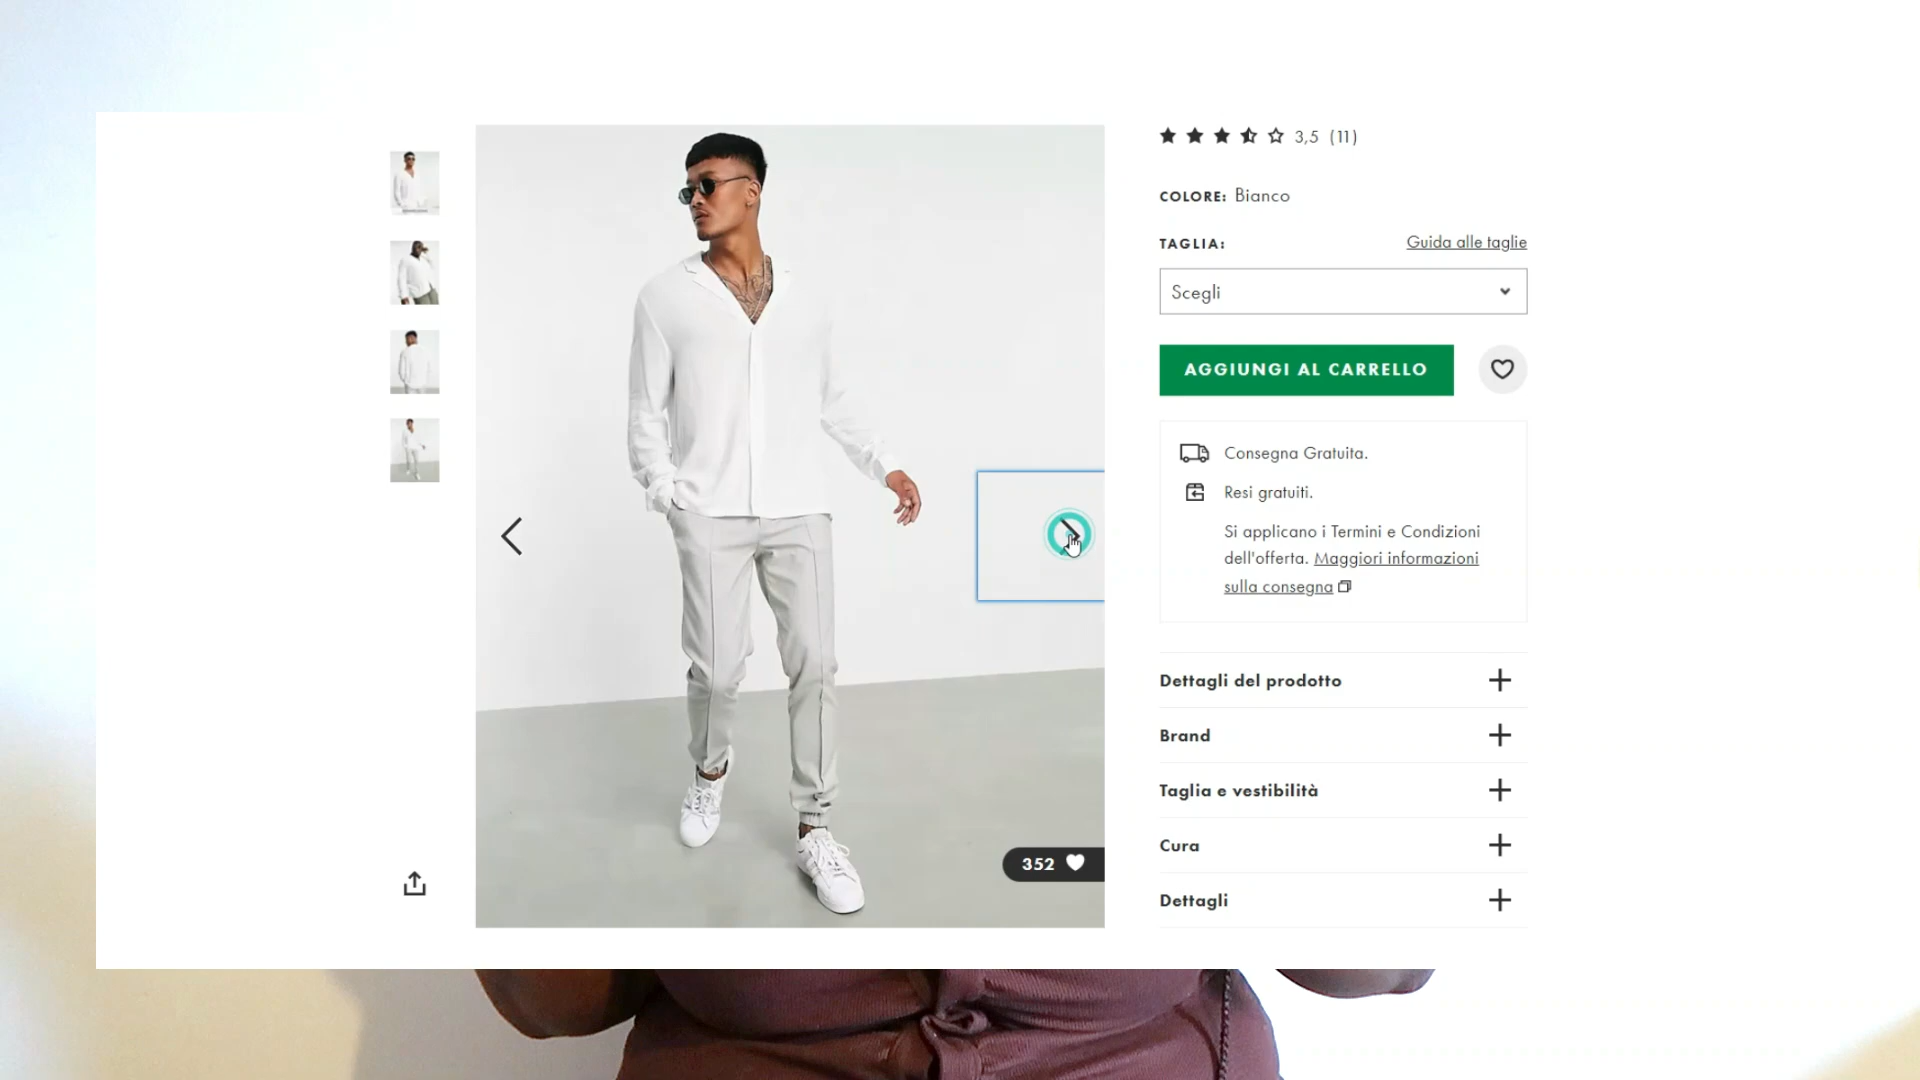 3,5 (11)
COLORE: Bianco
TAGLIA: Guida alle taglie
Scegli
AGGIUNGI AL CARRELLO
Consegna Gratuita.
Resi gratuiti.
Si applicano i Termini e Condizioni
dell'offerta. Maggiori informazioni
sulla consegna
352
Dettagli del prodotto
Brand
Taglia e vestibilità
Cura
Dettagli